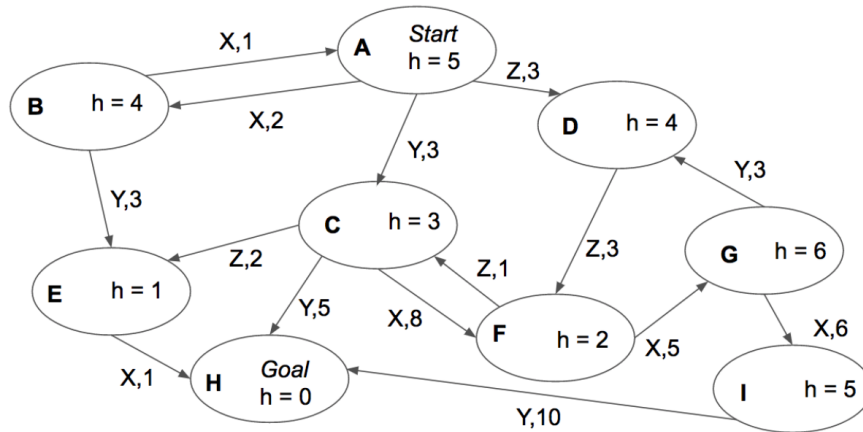 A Start
h = 5
X,1
Z,3
B h = 4
X,2
D h = 4
Y,3
Y,3
Y,3
C h = 3
Z,2
Z,1
Z,3
G h = 6
E h = 1
Y,5
X,8
F h = 2
X,5
X,6
X,1
H Goal
h = 0
I h = 5
Y,10